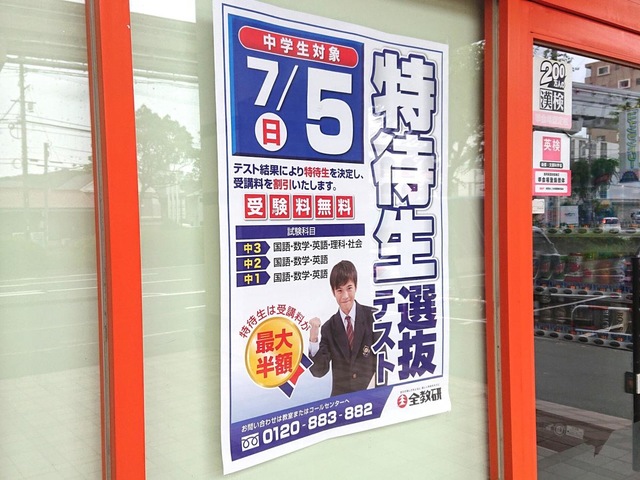 中学生対象
7/5
日
特待生
選抜
テスト
テスト結果により特待生を決定し、
受講料を割引いたします。
受験料無料
試験科目
中3 国語・数学・英語・理科・社会
中2 国語・数学・英語
中1 国語・数学・英語
特待生は受講料が
最大
半額
全教研
お問い合わせは教室またはコールセンターへ
0120-883-882
200
漢検
英検